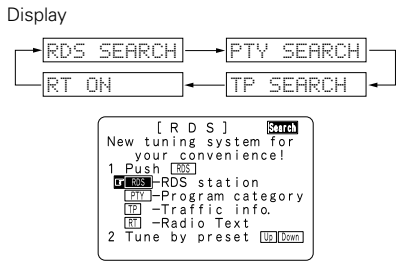 Display
RDS SEARCH
PTY SEARCH
RT ON
TP SEARCH
[RDS] Search
New tuning system for
your convenience!
1 Push RDS
RDS -RDS station
PTY -Program category
TP -Traffic info.
RT -Radio Text
2 Tune by preset Up Down